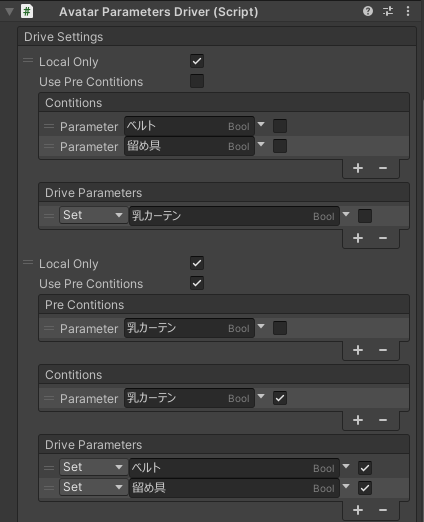 # Avatar Parameters Driver (Script)
Drive Settings
Local Only
Use Pre Contitions
Contitions
Parameter ベルト Bool
Parameter 留め具 Bool
+ −
Drive Parameters
Set 乳カーテン Bool
+ −
Local Only
Use Pre Contitions
Pre Contitions
Parameter 乳カーテン Bool
+ −
Contitions
Parameter 乳カーテン Bool
+ −
Drive Parameters
Set ベルト Bool
Set 留め具 Bool
+ −